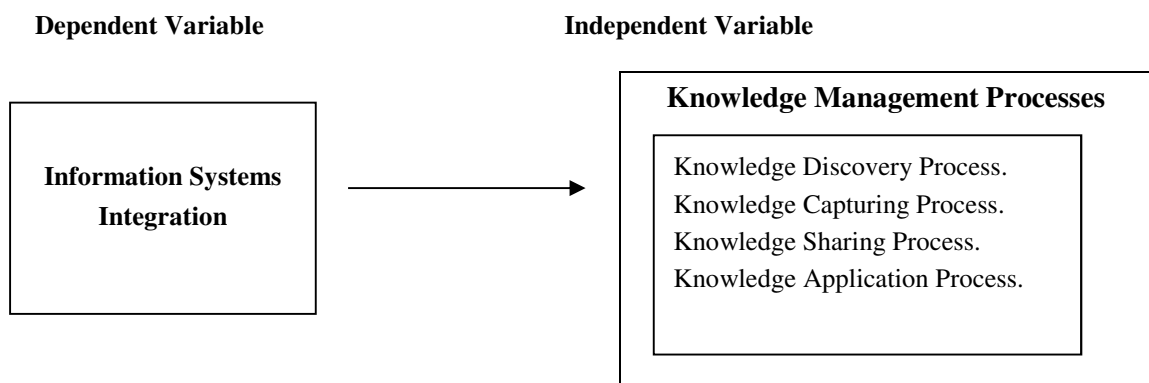 Dependent Variable
Independent Variable
Information Systems
Integration
Knowledge Management Processes
Knowledge Discovery Process.
Knowledge Capturing Process.
Knowledge Sharing Process.
Knowledge Application Process.